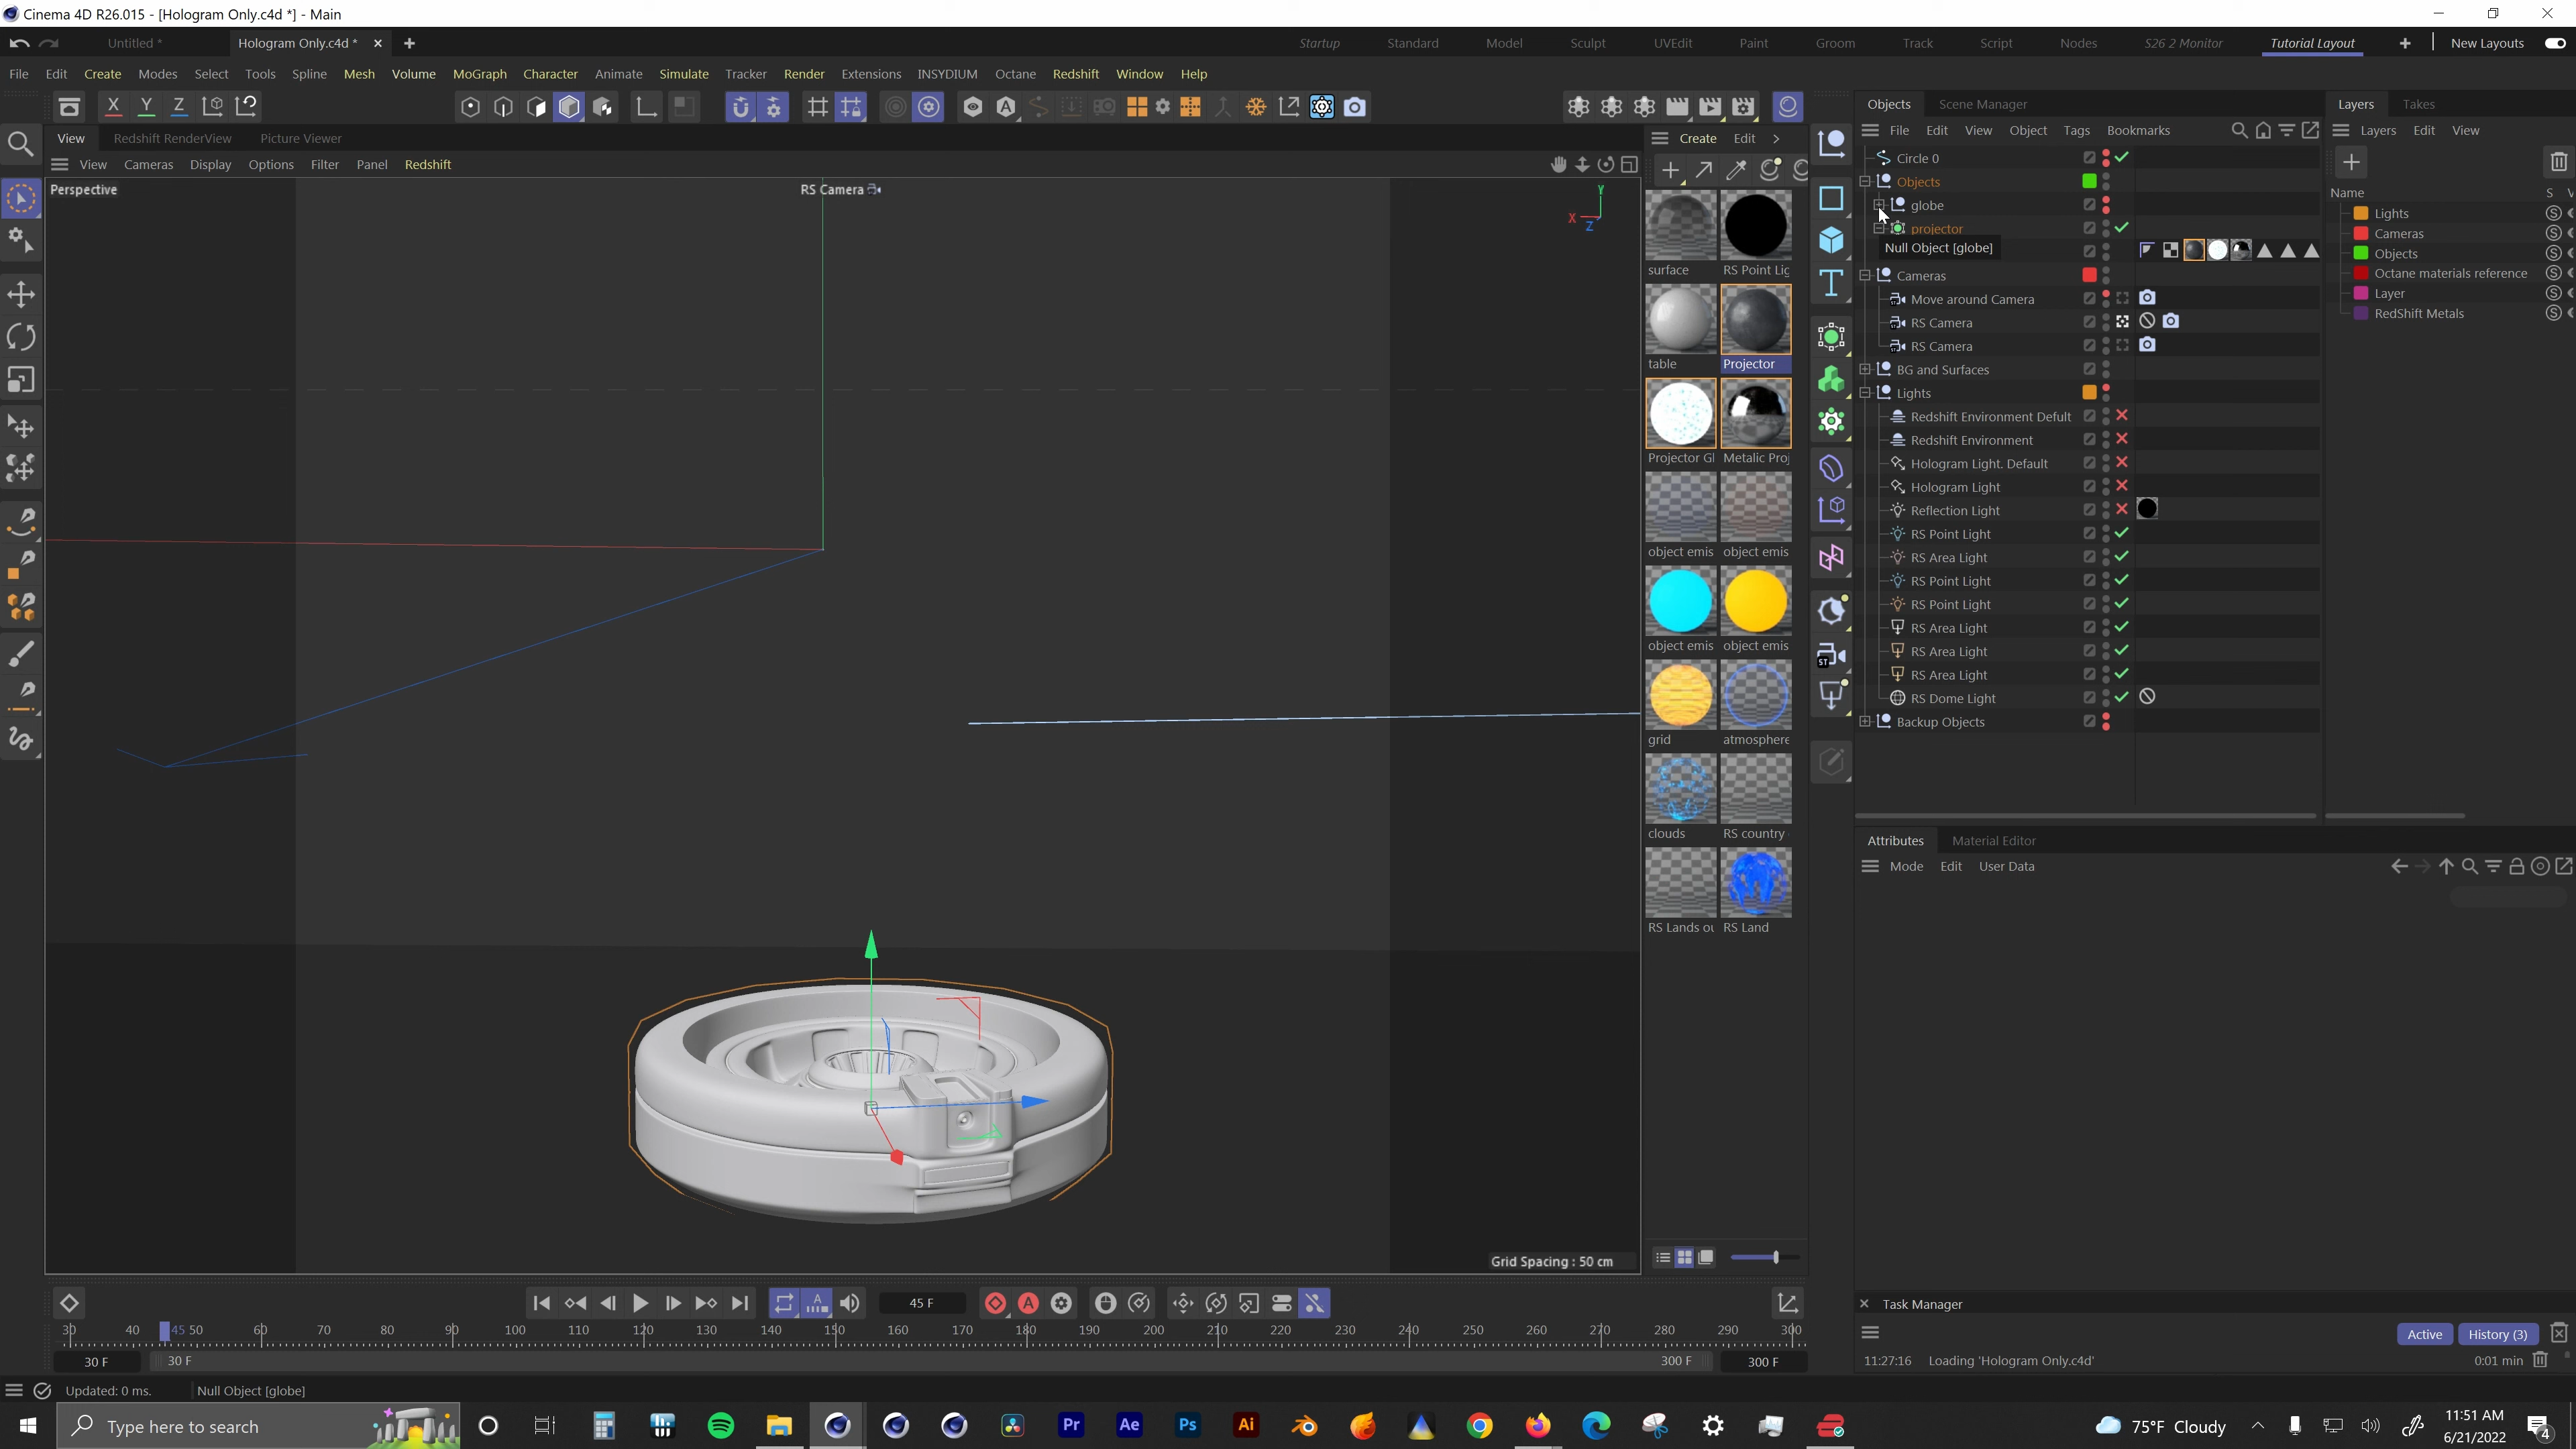 Cinema 4D R26.015 - [Hologram Only.c4d *] - Main
Untitled *
Hologram Only.c4d *
Startup Standard Model Sculpt UVEdit Paint Groom Track Script Nodes S26 2 Monitor Tutorial Layout New Layouts
File Edit Create Modes Select Tools Spline Mesh Volume MoGraph Character Animate Simulate Tracker Render Extensions INSYDIUM Octane Redshift Window Help
X Y Z
View Redshift RenderView Picture Viewer
View Cameras Display Options Filter Panel Redshift
Perspective
RS Camera
Y
X
Z
Grid Spacing : 50 cm
Create Edit
surface RS Point Lig
table Projector
Projector Gl Metalic Proj
object emis object emis
object emis object emis
grid atmosphere
clouds RS country
RS Lands ou RS Land
Objects Scene Manager
File Edit View Object Tags Bookmarks
Circle 0
Objects
globe
projector
Null Object [globe]
Cameras
Move around Camera
RS Camera
RS Camera
BG and Surfaces
Lights
Redshift Environment Defult
Redshift Environment
Hologram Light. Default
Hologram Light
Reflection Light
RS Point Light
RS Area Light
RS Point Light
RS Point Light
RS Area Light
RS Area Light
RS Area Light
RS Dome Light
Backup Objects
Layers Takes
Layers Edit View
Name S V
Lights
Cameras
Objects
Octane materials reference
Layer
RedShift Metals
Attributes Material Editor
Mode Edit User Data
Task Manager
Active History (3)
11:27:16 Loading 'Hologram Only.c4d' 0:01 min
45 F
30 40 45 50 60 70 80 90 100 110 120 130 140 150 160 170 180 190 200 210 220 230 240 250 260 270 280 290 300
30 F 30 F 300 F 300 F
Updated: 0 ms. Null Object [globe]
Type here to search
Pr Ae Ps Ai
75°F Cloudy
11:51 AM
6/21/2022
4